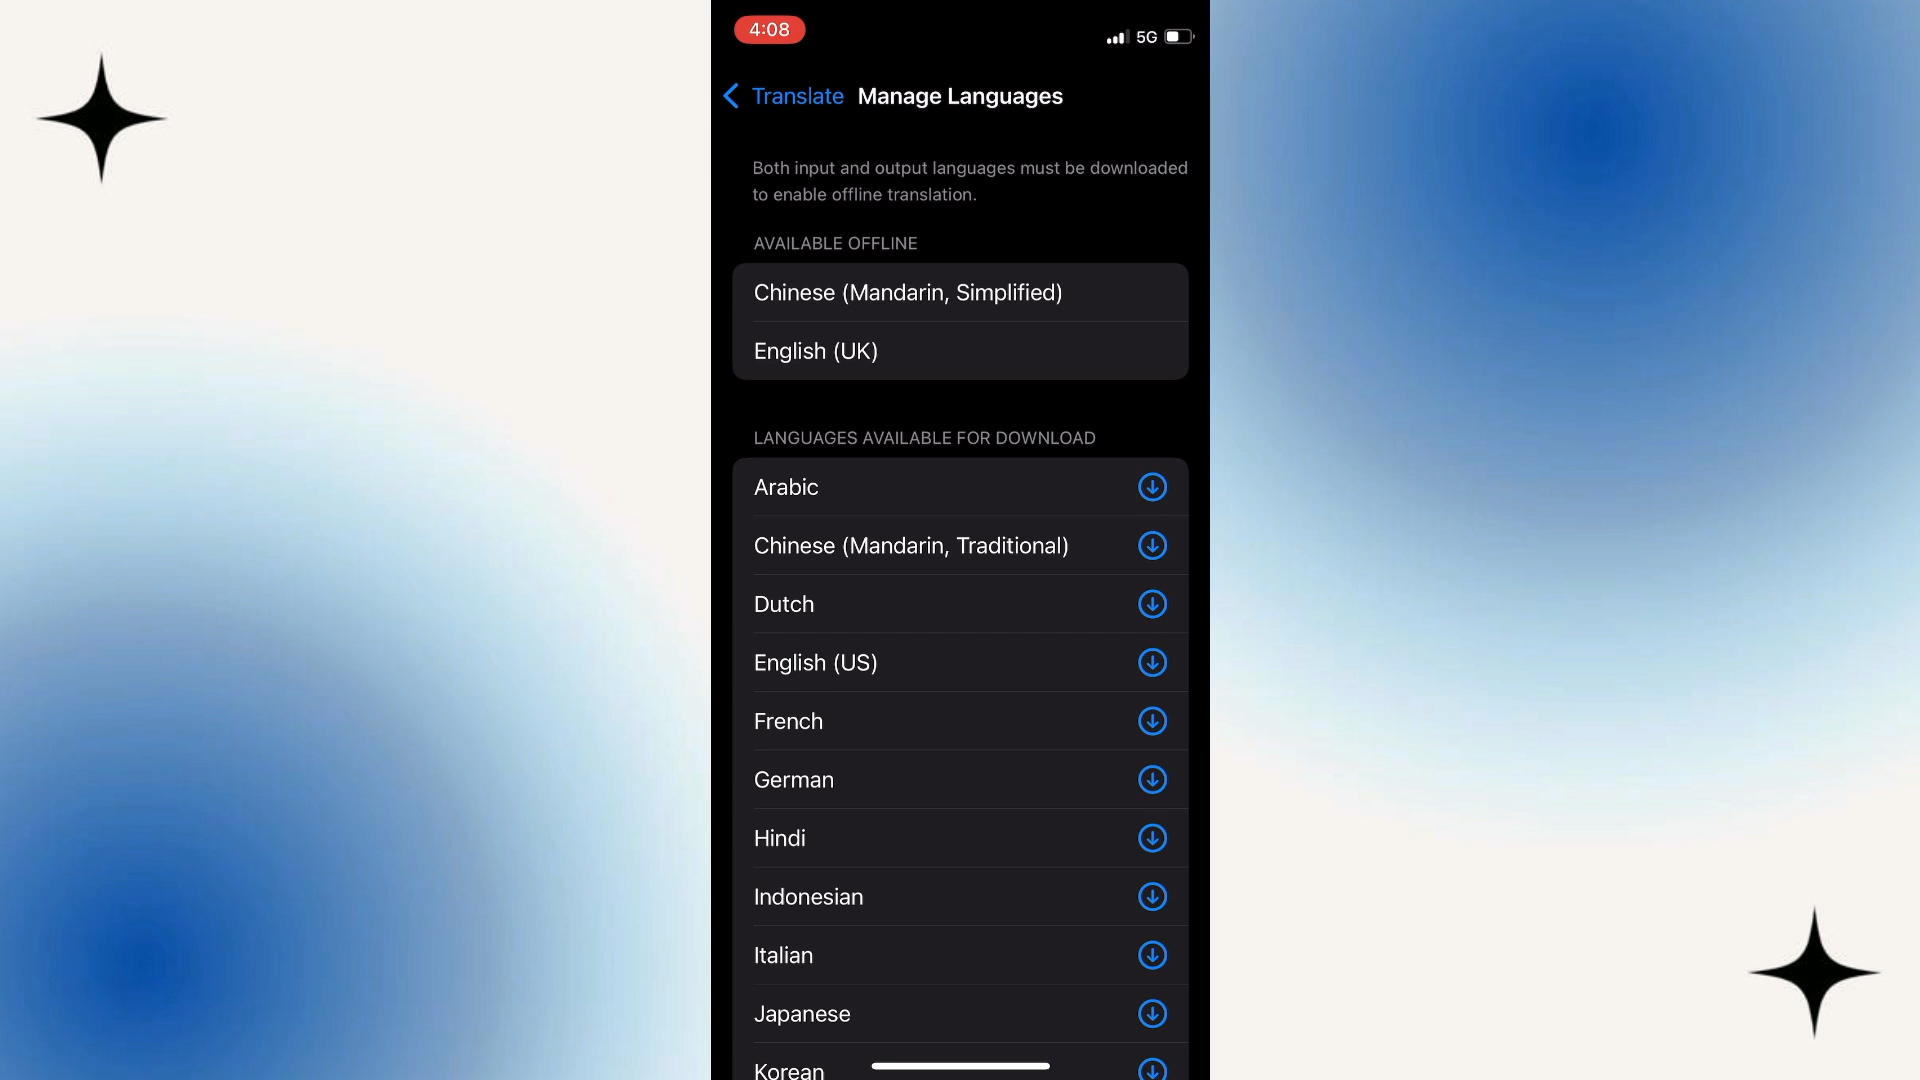 4:08
5G
Translate Manage Languages
Both input and output languages must be downloaded
to enable offline translation.
AVAILABLE OFFLINE
Chinese (Mandarin, Simplified)
English (UK)
LANGUAGES AVAILABLE FOR DOWNLOAD
Arabic
Chinese (Mandarin, Traditional)
Dutch
English (US)
French
German
Hindi
Indonesian
Italian
Japanese
Korean